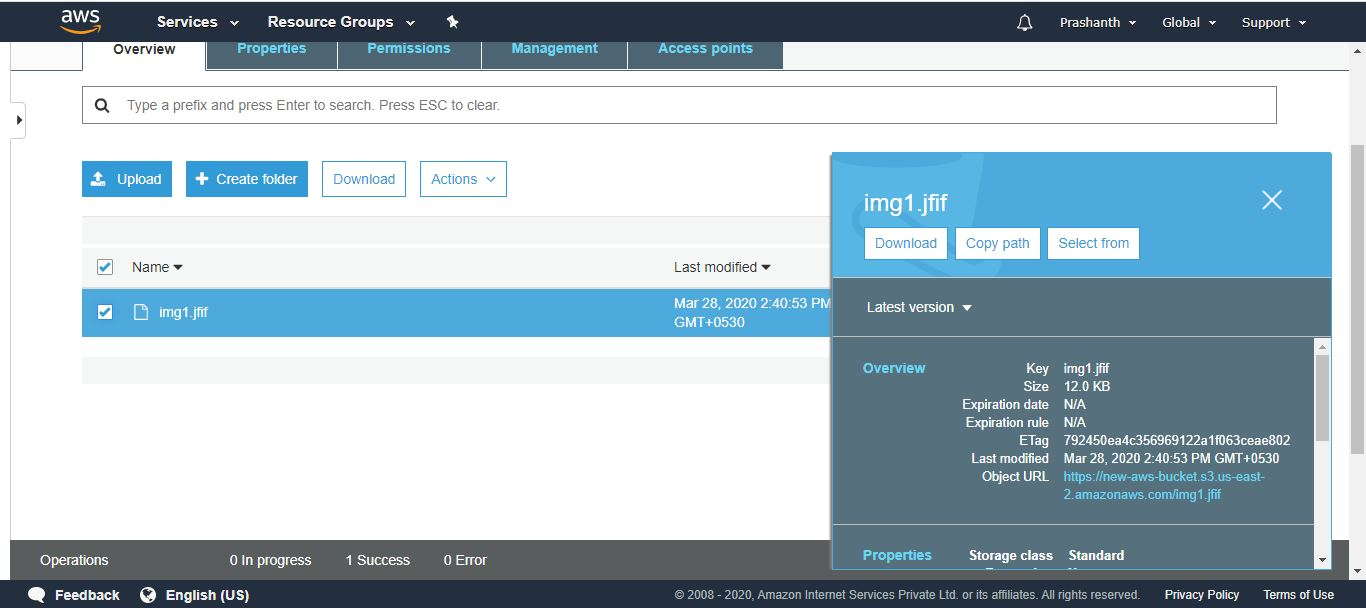 aws Services Resource Groups Prashanth Global Support
Overview Properties Permissions Management Access points
Type a prefix and press Enter to search. Press ESC to clear.
Upload Create folder Download Actions
Name Last modified
img1.jfif Mar 28, 2020 2:40:53 PM
GMT+0530
img1.jfif
Download Copy path Select from
Latest version
Overview Key img1.jfif
Size 12.0 KB
Expiration date N/A
Expiration rule N/A
ETag 792450ea4c356969122a1f063ceae802
Last modified Mar 28, 2020 2:40:53 PM GMT+0530
Object URL https://new-aws-bucket.s3.us-east-
2.amazonaws.com/img1.jfif
Properties Storage class Standard
Operations 0 In progress 1 Success 0 Error
Feedback English (US) © 2008 - 2020, Amazon Internet Services Private Ltd. or its affiliates. All rights reserved. Privacy Policy Terms of Use